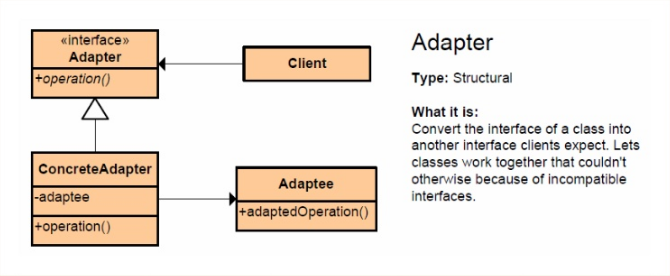 «interface»
Adapter
+operation()
Client
ConcreteAdapter
-adaptee
+operation()
Adaptee
+adaptedOperation()
Adapter
Type: Structural
What it is:
Convert the interface of a class into
another interface clients expect. Lets
classes work together that couldn't
otherwise because of incompatible
interfaces.